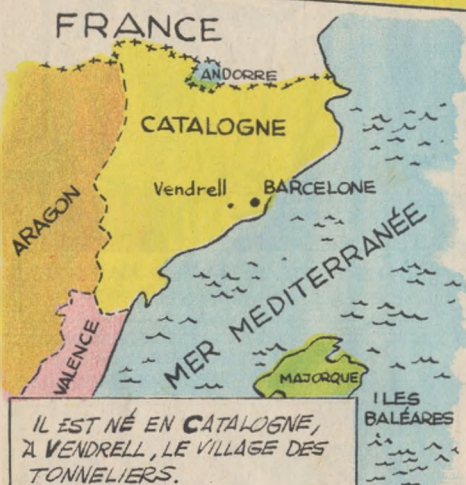 FRANCE
ANDORRE
CATALOGNE
Vendrell
BARCELONE
ARAGON
MER MEDITERRANÉE
VALENCE
MAJORQUE
ILES
BALÉARES
IL EST NÉ EN CATALOGNE,
À VENDRELL, LE VILLAGE DES
TONNELIERS.